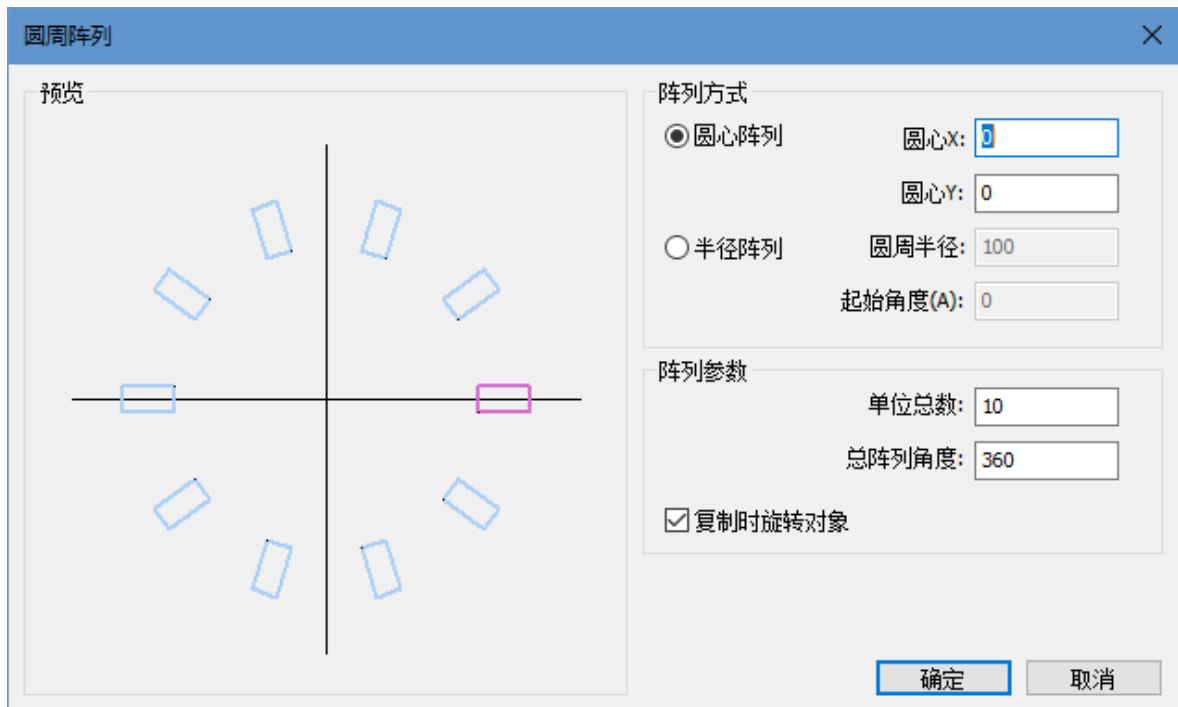 圆周阵列
预览
阵列方式
圆心阵列
圆心X: 0
圆心Y: 0
半径阵列
圆周半径: 100
起始角度(A): 0
阵列参数
单位总数: 10
总阵列角度: 360
复制时旋转对象
确定
取消